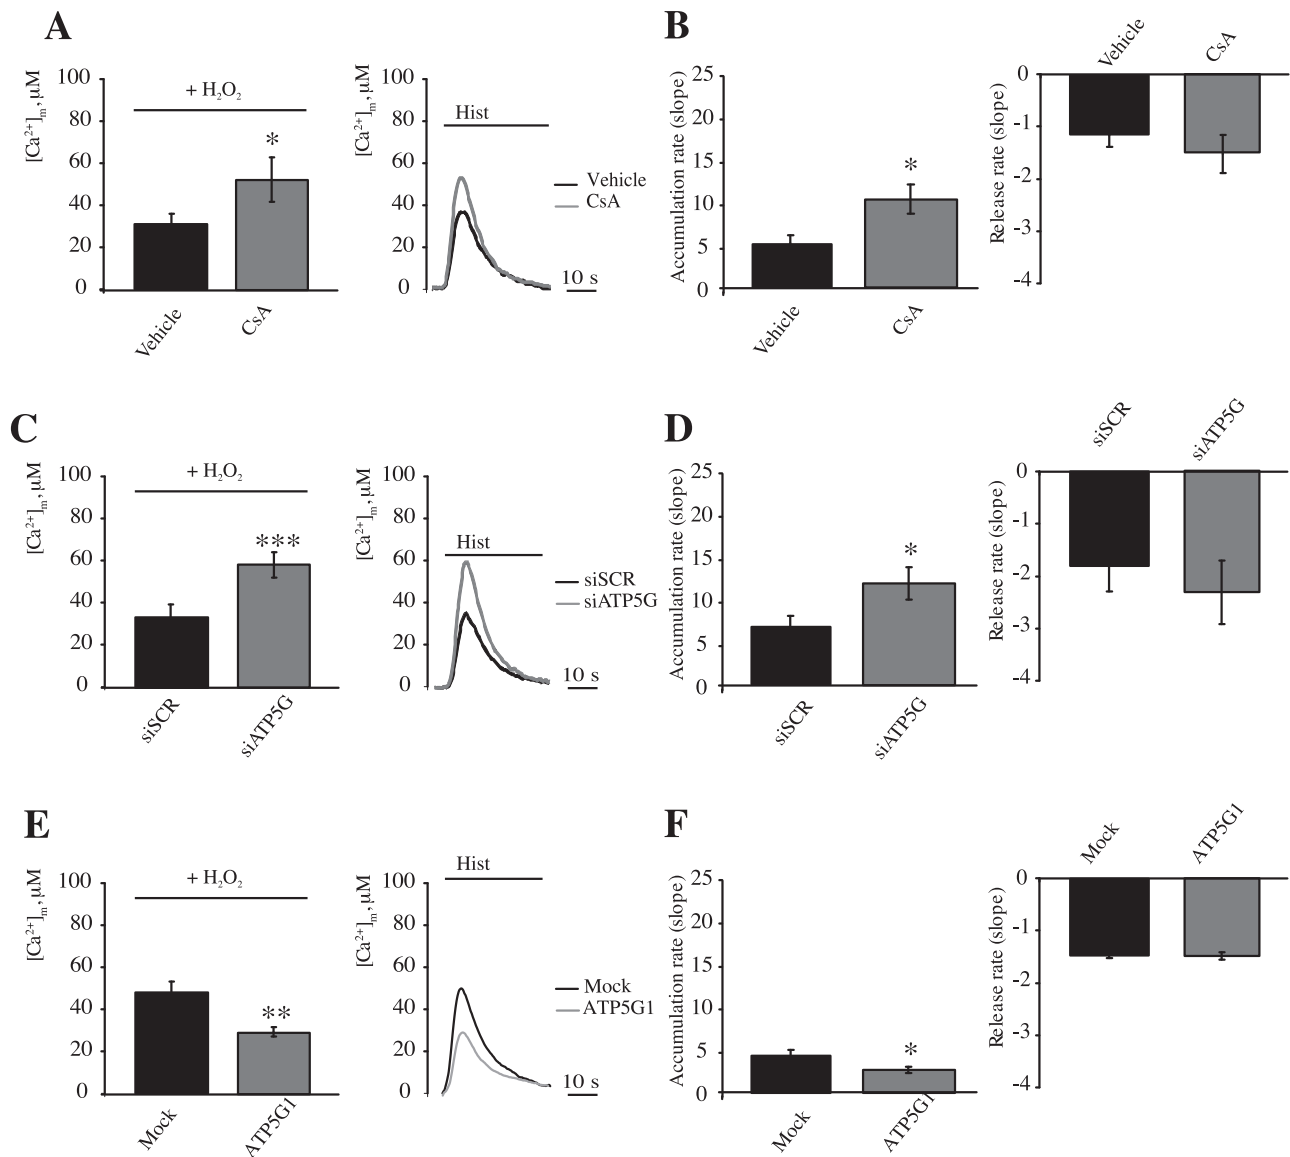 A
[Ca²⁺]ₘ, µM
100
80
60
40
20
0
+ H₂O₂
*
Vehicle
CsA
[Ca²⁺]ₘ, µM
100
80
60
40
20
0
Hist
Vehicle
CsA
10 s
B
Accumulation rate (slope)
25
20
15
10
5
0
*
Vehicle
CsA
Release rate (slope)
Vehicle
CsA
0
-1
-2
-3
-4
C
[Ca²⁺]ₘ, µM
100
80
60
40
20
0
+ H₂O₂
***
siSCR
siATP5G
[Ca²⁺]ₘ, µM
100
80
60
40
20
0
Hist
siSCR
siATP5G
10 s
D
Accumulation rate (slope)
25
20
15
10
5
0
*
siSCR
siATP5G
Release rate (slope)
siSCR
siATP5G
0
-1
-2
-3
-4
E
[Ca²⁺]ₘ, µM
100
80
60
40
20
0
+ H₂O₂
**
Mock
ATP5G1
[Ca²⁺]ₘ, µM
100
80
60
40
20
0
Hist
Mock
ATP5G1
10 s
F
Accumulation rate (slope)
25
20
15
10
5
0
*
Mock
ATP5G1
Release rate (slope)
Mock
ATP5G1
0
-1
-2
-3
-4